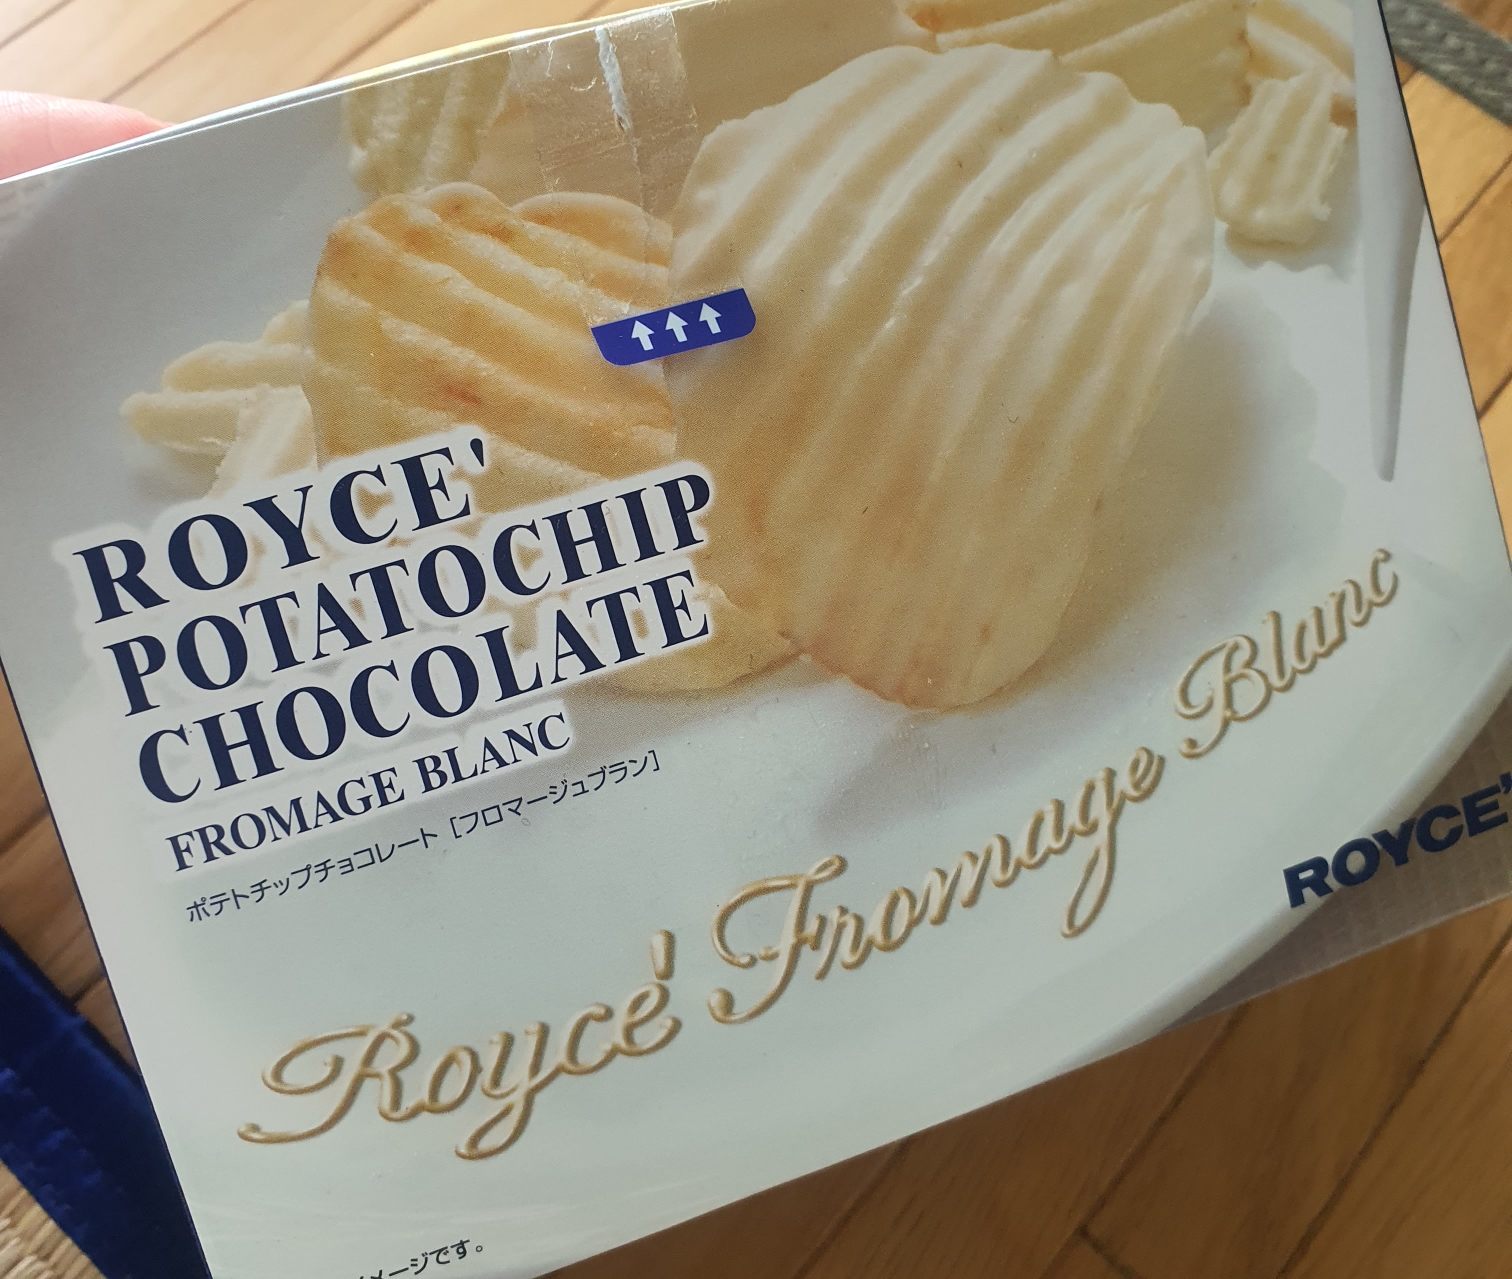 ROYCE'
POTATOCHIP
CHOCOLATE
FROMAGE BLANC
ポテトチップチョコレート［フロマージュブラン］
Royce' Fromage Blanc
ROYCE'
メージです。